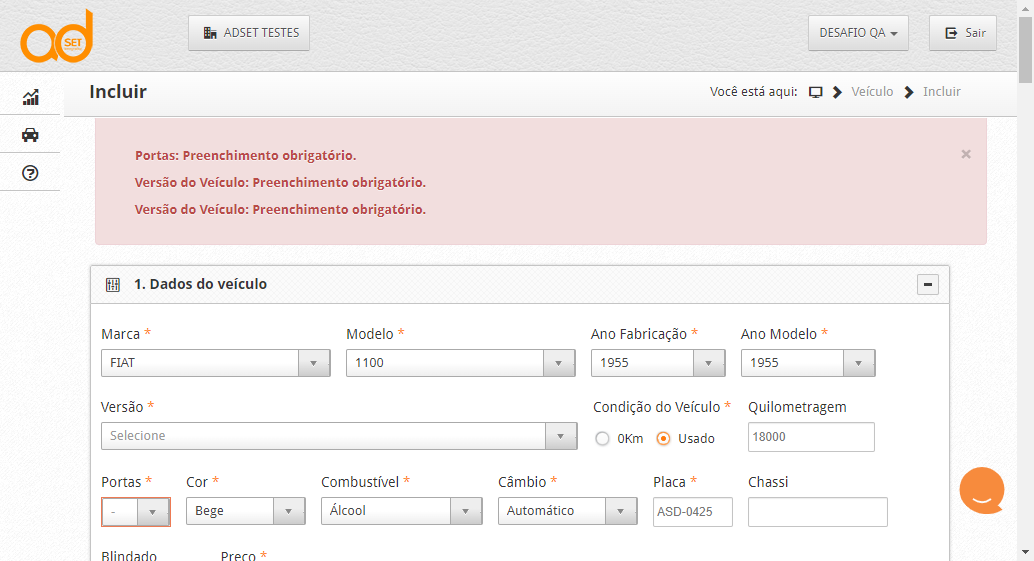 ad
SET
ADSET TESTES
DESAFIO QA
Sair
Incluir
Você está aqui: Veículo Incluir
Portas: Preenchimento obrigatório.
Versão do Veículo: Preenchimento obrigatório.
Versão do Veículo: Preenchimento obrigatório.
1. Dados do veículo
Marca * Modelo * Ano Fabricação * Ano Modelo *
FIAT 1100 1955 1955
Versão * Condição do Veículo * Quilometragem
Selecione 0Km Usado 18000
Portas * Cor * Combustível * Câmbio * Placa * Chassi
- Bege Álcool Automático ASD-0425
Blindado Preço *